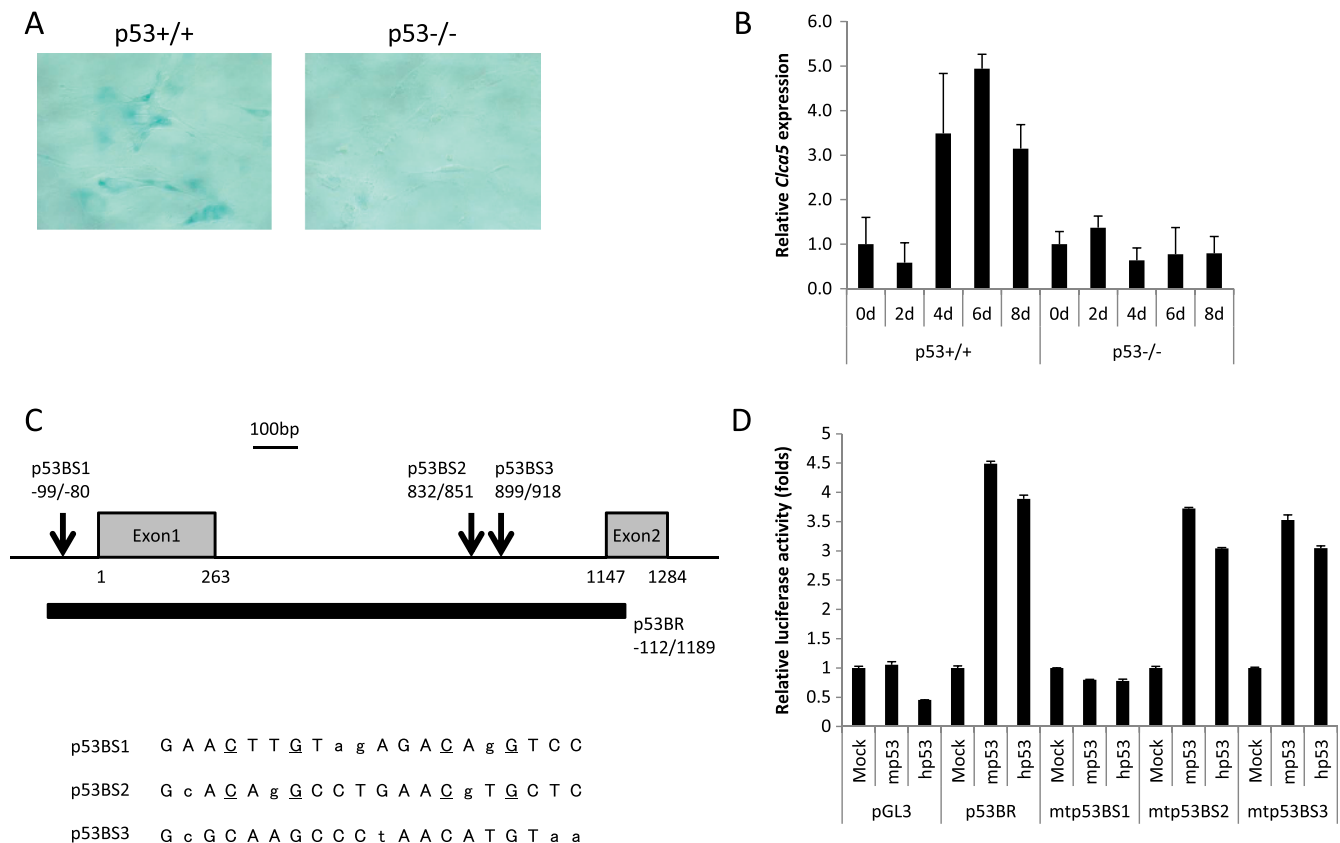 A
p53+/+
p53-/-
B
Relative Clca5 expression
6.0
5.0
4.0
3.0
2.0
1.0
0.0
0d 2d 4d 6d 8d 0d 2d 4d 6d 8d
p53+/+ p53-/-
C
100bp
p53BS1
-99/-80
p53BS2
832/851
p53BS3
899/918
Exon1
Exon2
1 263 1147 1284
p53BR
-112/1189
p53BS1 G A A C T T G T a g A G A C A g G T C C
p53BS2 G c A C A g G C C T G A A C g T G C T C
p53BS3 G c G C A A G C C C t A A C A T G T a a
D
Relative luciferase activity (folds)
5
4.5
4
3.5
3
2.5
2
1.5
1
0.5
0
Mock mp53 hp53 Mock mp53 hp53 Mock mp53 hp53 Mock mp53 hp53 Mock mp53 hp53
pGL3 p53BR mtp53BS1 mtp53BS2 mtp53BS3